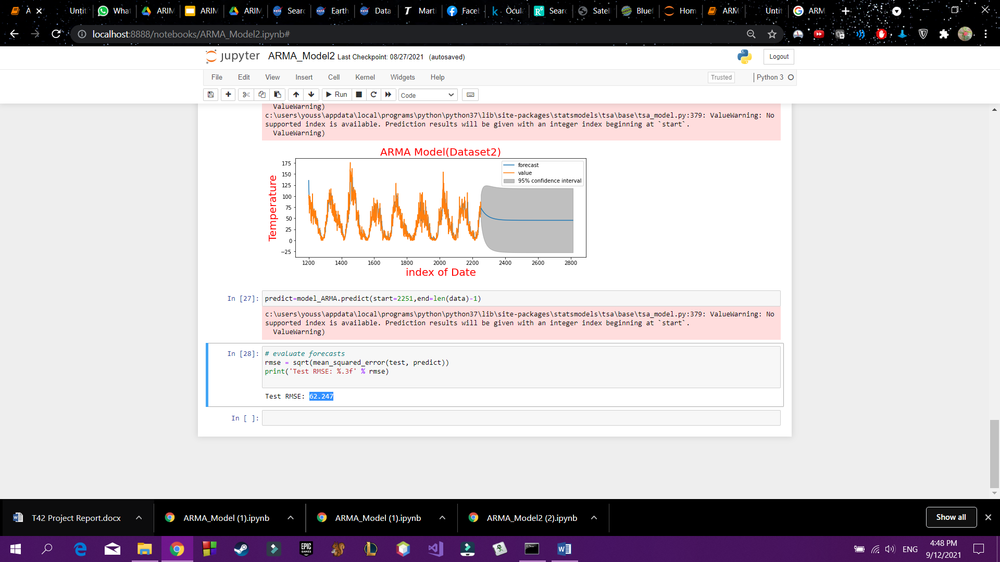 A
Untit
What
ARIM
ARIM
ARIM
Searc
Earth
Data
Marti
Facel
Ocul
Searc
Satell
Bluef
Hom
ARM
Untit
ARM
localhost:8888/notebooks/ARMA_Model2.ipynb#
jupyter ARMA_Model2 Last Checkpoint: 08/27/2021 (autosaved)
Logout
File Edit View Insert Cell Kernel Widgets Help
Trusted
Python 3
Run
Code
ValueWarning)
c:\users\youss\appdata\local\programs\python\python37\lib\site-packages\statsmodels\tsa\base\tsa_model.py:379: ValueWarning: No
supported index is available. Prediction results will be given with an integer index beginning at `start`.
ValueWarning)
ARMA Model(Dataset2)
forecast
value
95% confidence interval
175
150
125
100
75
50
25
0
−25
Temperature
1200 1400 1600 1800 2000 2200 2400 2600 2800
index of Date
In [27]: predict=model_ARMA.predict(start=2251,end=len(data)-1)
c:\users\youss\appdata\local\programs\python\python37\lib\site-packages\statsmodels\tsa\base\tsa_model.py:379: ValueWarning: No
supported index is available. Prediction results will be given with an integer index beginning at `start`.
ValueWarning)
In [28]: # evaluate forecasts
rmse = sqrt(mean_squared_error(test, predict))
print('Test RMSE: %.3f' % rmse)
Test RMSE: 62.247
In [ ]:
T42 Project Report.docx
ARMA_Model (1).ipynb
ARMA_Model (1).ipynb
ARMA_Model2 (2).ipynb
Show all
EPIC
GAMES
ENG
4:48 PM
9/12/2021